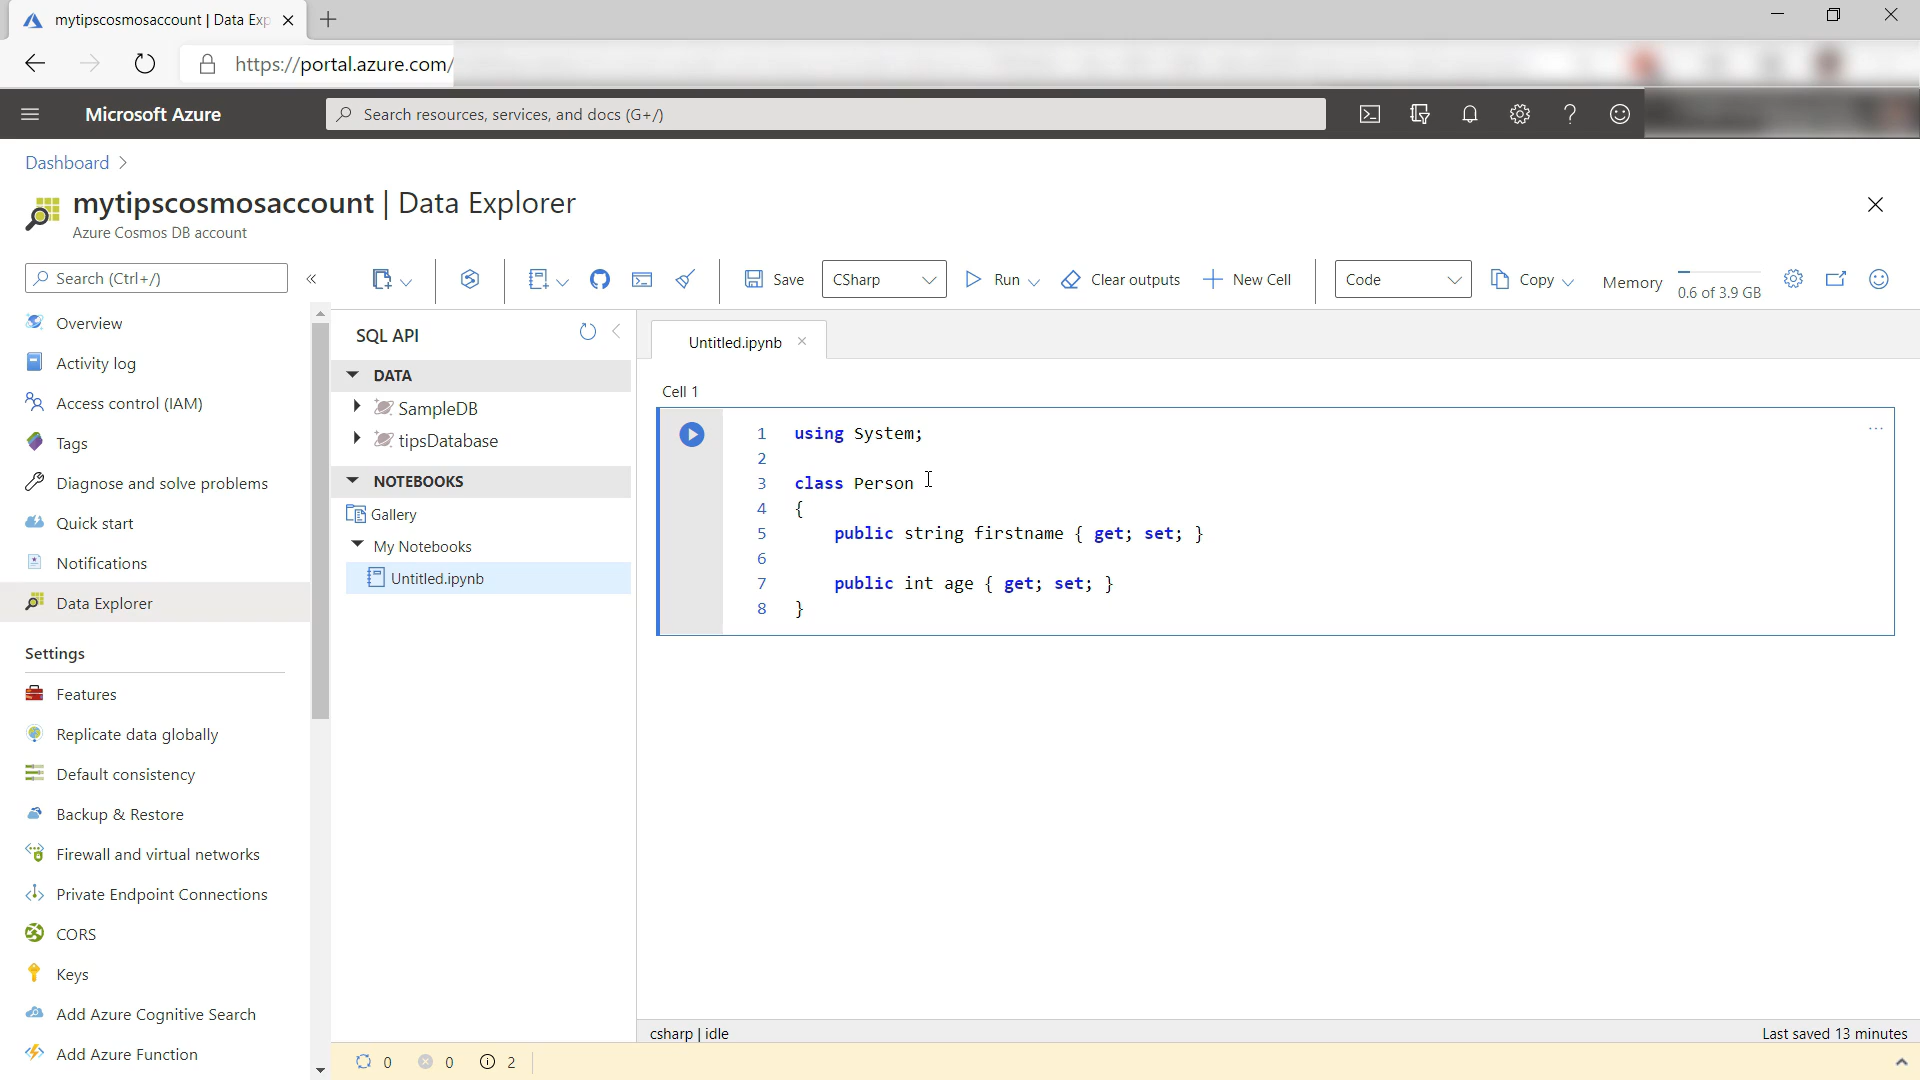 mytipscosmosaccount | Data Exp
https://portal.azure.com/
Microsoft Azure
Search resources, services, and docs (G+/)
Dashboard
mytipscosmosaccount | Data Explorer
Azure Cosmos DB account
Search (Ctrl+/)
Save
CSharp
Run
Clear outputs
New Cell
Code
Copy
Memory
0.6 of 3.9 GB
Overview
Activity log
Access control (IAM)
Tags
Diagnose and solve problems
Quick start
Notifications
Data Explorer
Settings
Features
Replicate data globally
Default consistency
Backup & Restore
Firewall and virtual networks
Private Endpoint Connections
CORS
Keys
Add Azure Cognitive Search
Add Azure Function
SQL API
DATA
SampleDB
tipsDatabase
NOTEBOOKS
Gallery
My Notebooks
Untitled.ipynb
Untitled.ipynb
Cell 1
1 using System;
2
3 class Person
4 {
5 public string firstname { get; set; }
6
7 public int age { get; set; }
8 }
csharp | idle
Last saved 13 minutes
0 0 2